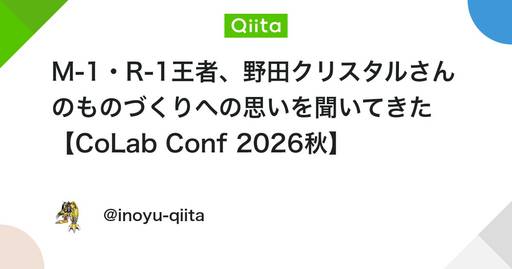 Qiita
M-1・R-1王者、野田クリスタルさん
のものづくりへの思いを聞いてきた
【CoLab Conf 2026秋】
@inoyu-qiita